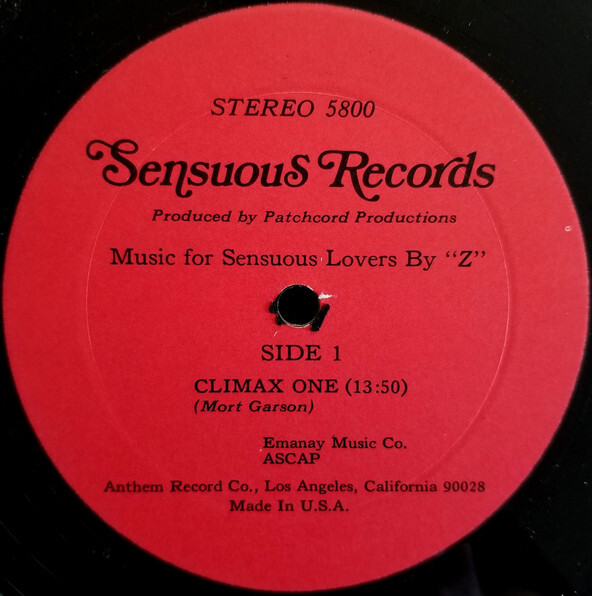 STEREO 5800
Sensuous Records
Produced by Patchcord Productions
Music for Sensuous Lovers By “Z”
SIDE 1
CLIMAX ONE (13:50)
(Mort Garson)
Emanay Music Co.
ASCAP
Anthem Record Co., Los Angeles, California 90028
Made In U.S.A.